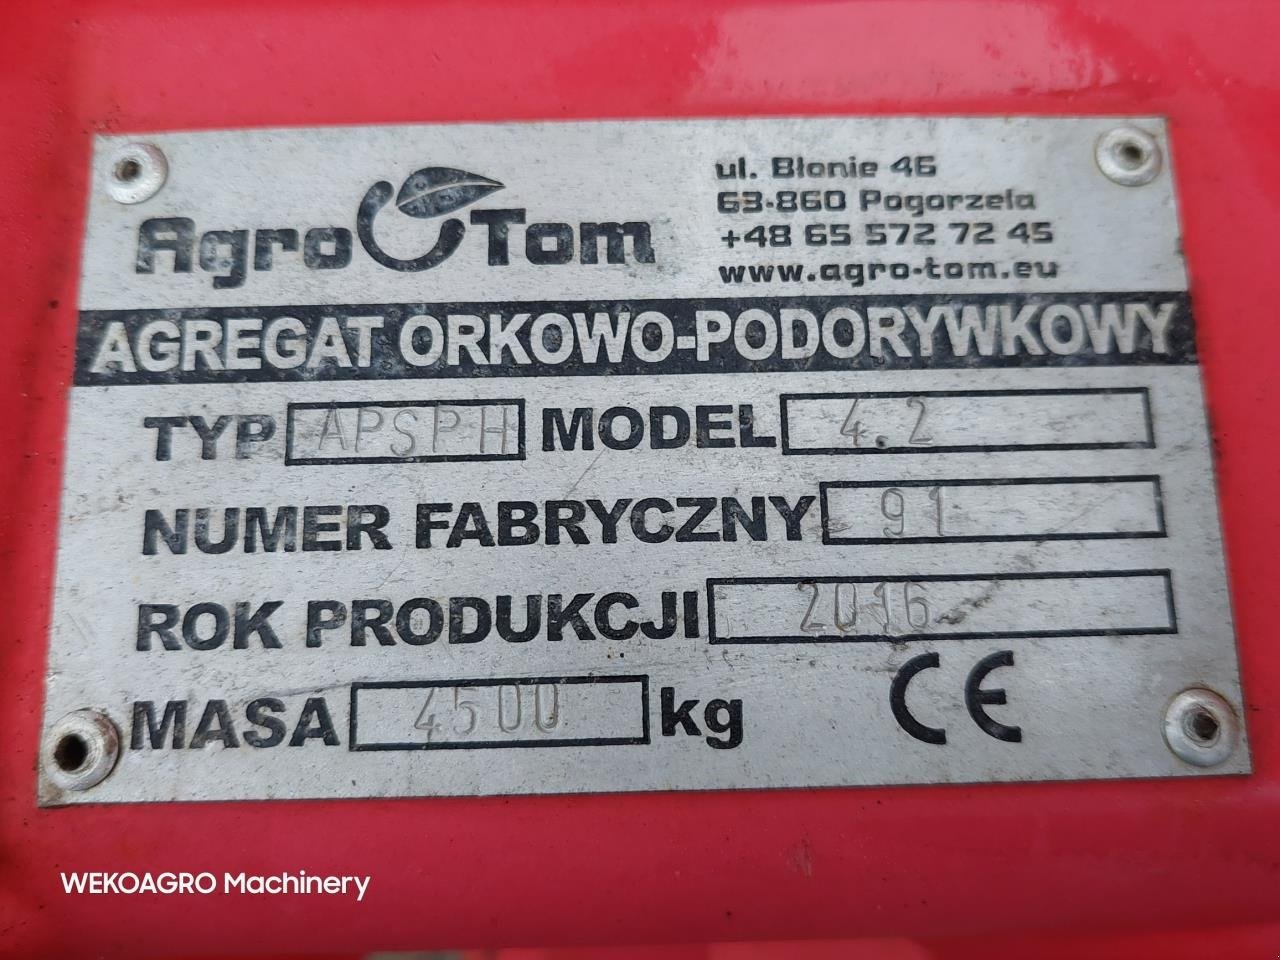 Agro Tom
ul. Błonie 46
63-860 Pogorzela
+48 65 572 72 45
www.agro-tom.eu
AGREGAT ORKOWO-PODORYWKOWY
TYP APSPH MODEL 4.2
NUMER FABRYCZNY 91
ROK PRODUKCJI 2016
MASA 4500 kg
CE
WEKOAGRO Machinery